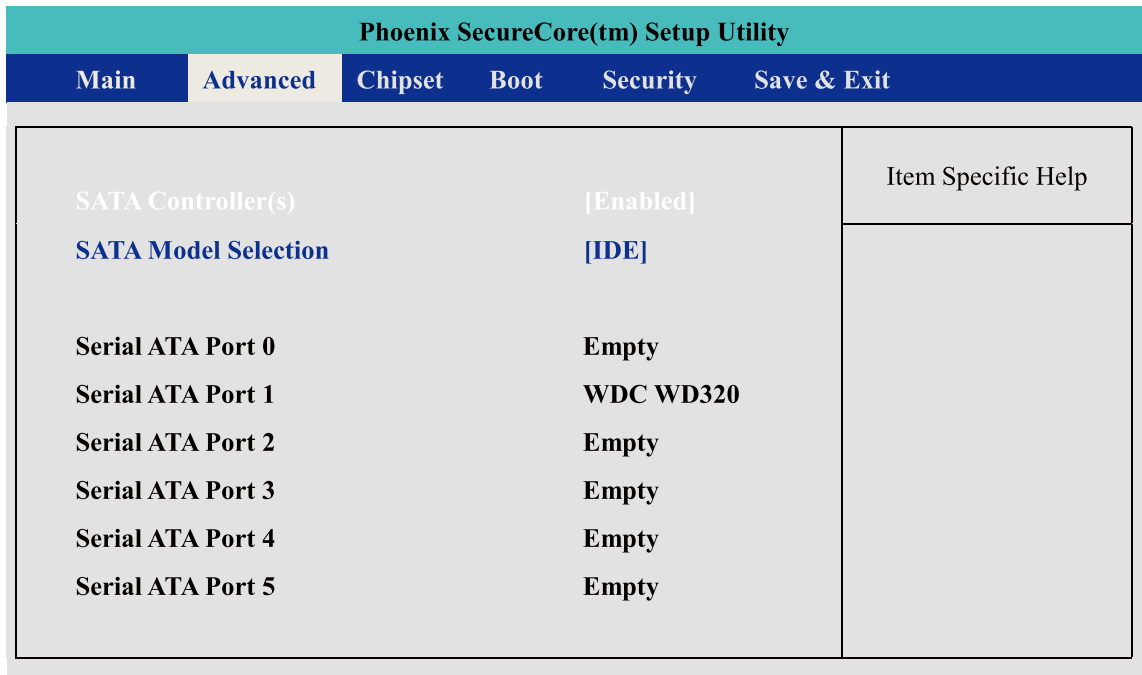 Phoenix SecureCore(tm) Setup Utility
Main Advanced Chipset Boot Security Save & Exit
Item Specific Help
SATA Controller(s) [Enabled]
SATA Model Selection [IDE]
Serial ATA Port 0 Empty
Serial ATA Port 1 WDC WD320
Serial ATA Port 2 Empty
Serial ATA Port 3 Empty
Serial ATA Port 4 Empty
Serial ATA Port 5 Empty